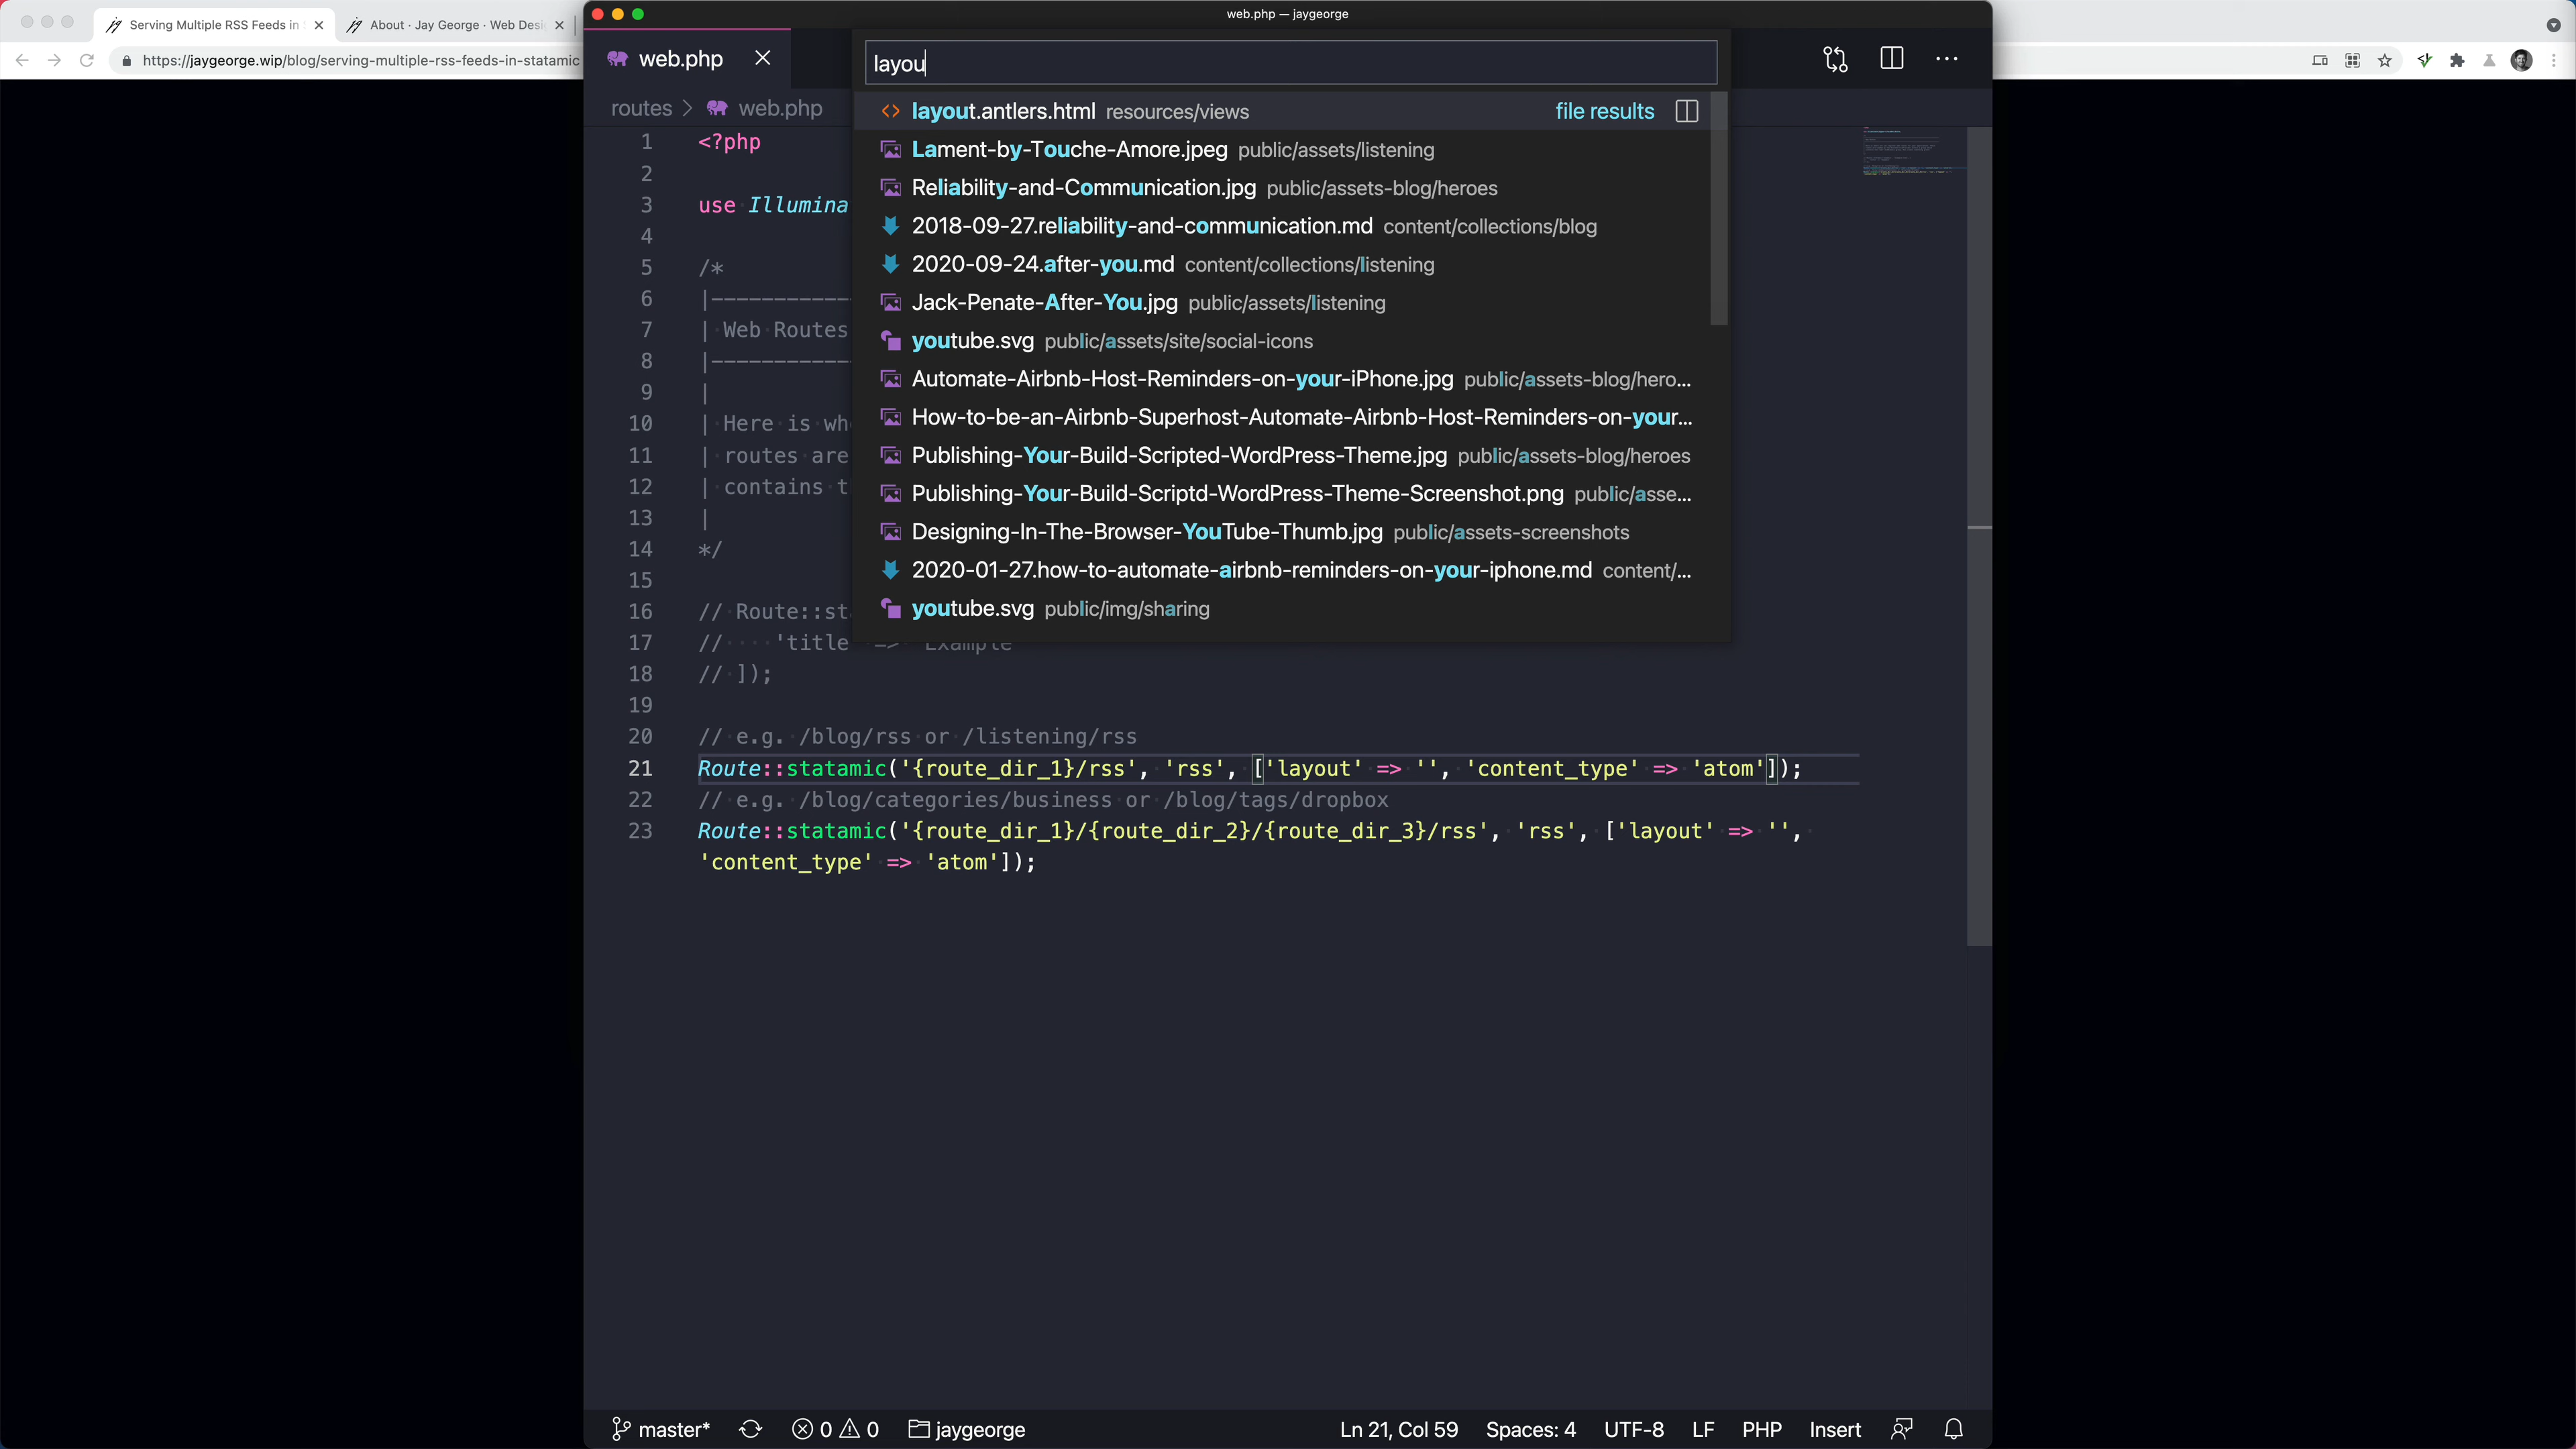 web.php — jaygeorge
Serving Multiple RSS Feeds in
About · Jay George · Web Desi
https://jaygeorge.wip/blog/serving-multiple-rss-feeds-in-statamic
web.php
layou
routes > web.php
layout.antlers.html resources/views file results
Lament-by-Touche-Amore.jpeg public/assets/listening
Reliability-and-Communication.jpg public/assets-blog/heroes
2018-09-27.reliability-and-communication.md content/collections/blog
2020-09-24.after-you.md content/collections/listening
Jack-Penate-After-You.jpg public/assets/listening
youtube.svg public/assets/site/social-icons
Automate-Airbnb-Host-Reminders-on-your-iPhone.jpg public/assets-blog/hero...
How-to-be-an-Airbnb-Superhost-Automate-Airbnb-Host-Reminders-on-your...
Publishing-Your-Build-Scripted-WordPress-Theme.jpg public/assets-blog/heroes
Publishing-Your-Build-Scriptd-WordPress-Theme-Screenshot.png public/asse...
Designing-In-The-Browser-YouTube-Thumb.jpg public/assets-screenshots
2020-01-27.how-to-automate-airbnb-reminders-on-your-iphone.md content/...
youtube.svg public/img/sharing
1 <?php
2
3 use Illumina
4
5 /*
6 |------------
7 | Web Routes
8 |------------
9 |
10 | Here is wh
11 | routes are
12 | contains t
13 |
14 */
15
16 // Route::st
17 // ····'title => Example
18 // ]);
19
20 // e.g. /blog/rss or /listening/rss
21 Route::statamic('{route_dir_1}/rss', 'rss', ['layout' => '', 'content_type' => 'atom']);
22 // e.g. /blog/categories/business or /blog/tags/dropbox
23 Route::statamic('{route_dir_1}/{route_dir_2}/{route_dir_3}/rss', 'rss', ['layout' => '',
'content_type' => 'atom']);
master* 0 0 jaygeorge Ln 21, Col 59 Spaces: 4 UTF-8 LF PHP Insert